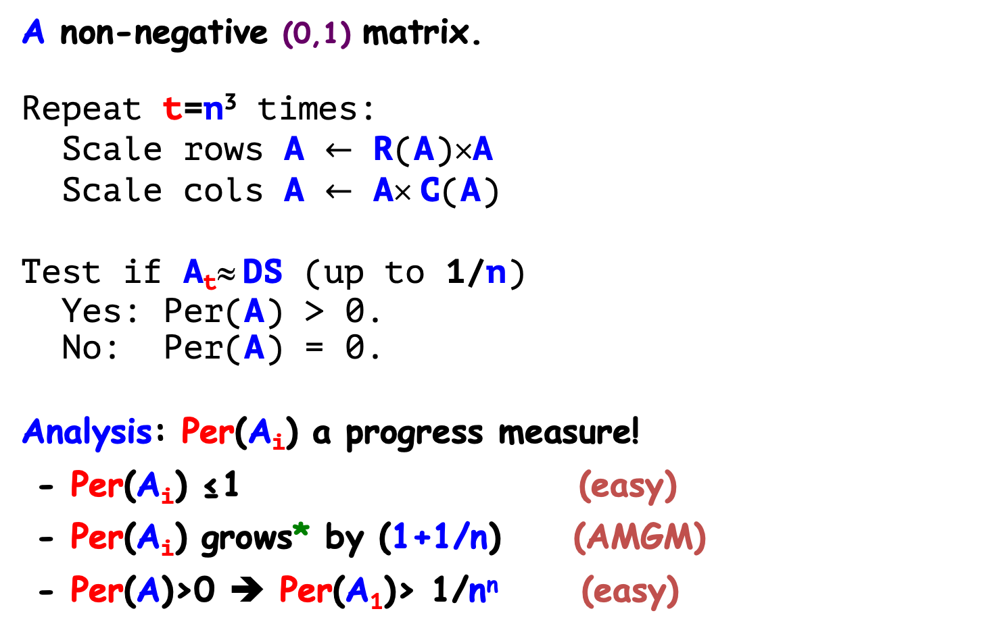 A non-negative (0,1) matrix.
Repeat t=n³ times:
Scale rows A ← R(A)×A
Scale cols A ← A×C(A)
Test if Aₜ≈DS (up to 1/n)
Yes: Per(A) > 0.
No: Per(A) = 0.
Analysis: Per(Aᵢ) a progress measure!
- Per(Aᵢ) ≤1 (easy)
- Per(Aᵢ) grows* by (1+1/n) (AMGM)
- Per(A)>0 ➔ Per(A₁)> 1/nⁿ (easy)